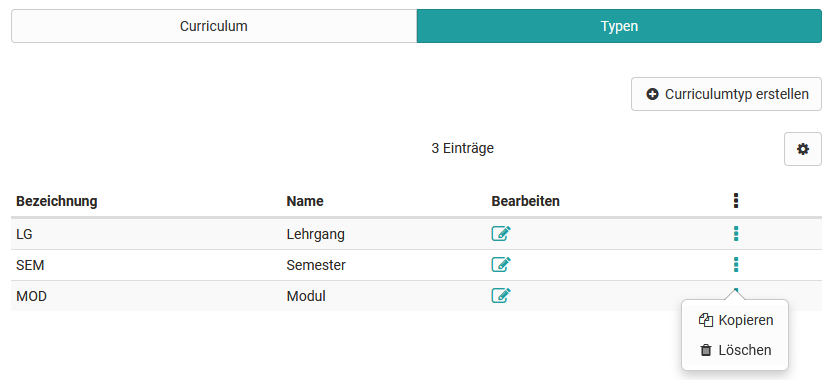 Curriculum Typen
Curriculumtyp erstellen
3 Einträge
Bezeichnung Name Bearbeiten
LG Lehrgang
SEM Semester
MOD Modul
Kopieren
Löschen